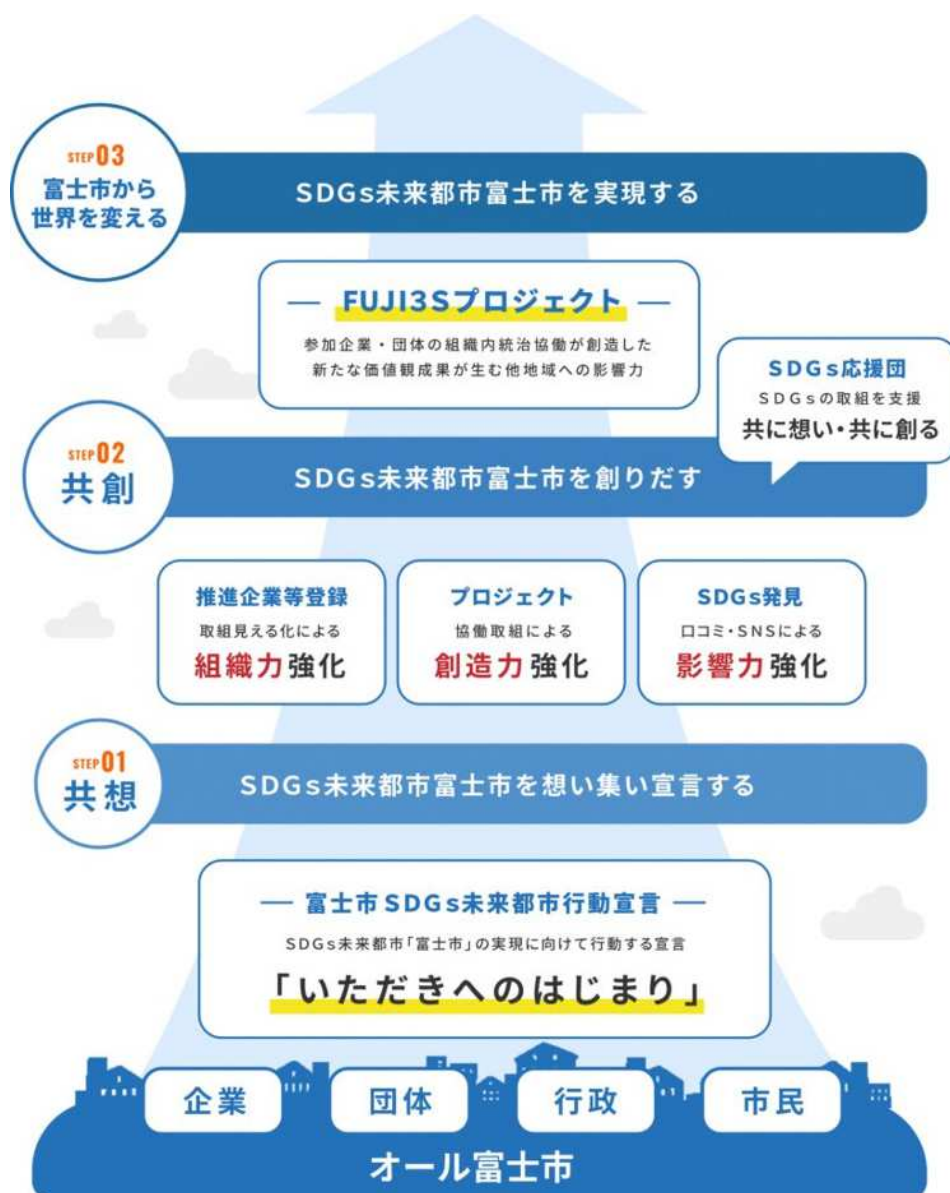 STEP 03
富士市から
世界を変える
SDGs未来都市富士市を実現する
FUJI3Sプロジェクト
参加企業・団体の組織内統治協働が創造した
新たな価値観成果が生む他地域への影響力
SDGs応援団
SDGsの取組を支援
共に想い・共に創る
STEP 02
共創
SDGs未来都市富士市を創りだす
推進企業等登録
取組見える化による
組織力強化
プロジェクト
協働取組による
創造力強化
SDGs発見
口コミ・SNSによる
影響力強化
STEP 01
共想
SDGs未来都市富士市を想い集い宣言する
富士市SDGs未来都市行動宣言
SDGs未来都市「富士市」の実現に向けて行動する宣言
「いただきへのはじまり」
企業
団体
行政
市民
オール富士市